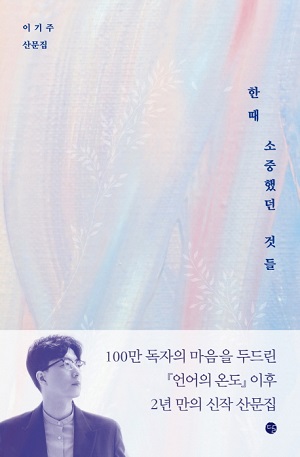 이기주
산문집
한때
소중했던
것들
100만 독자의 마음을 두드린
『언어의 온도』 이후
2년 만의 신작 산문집